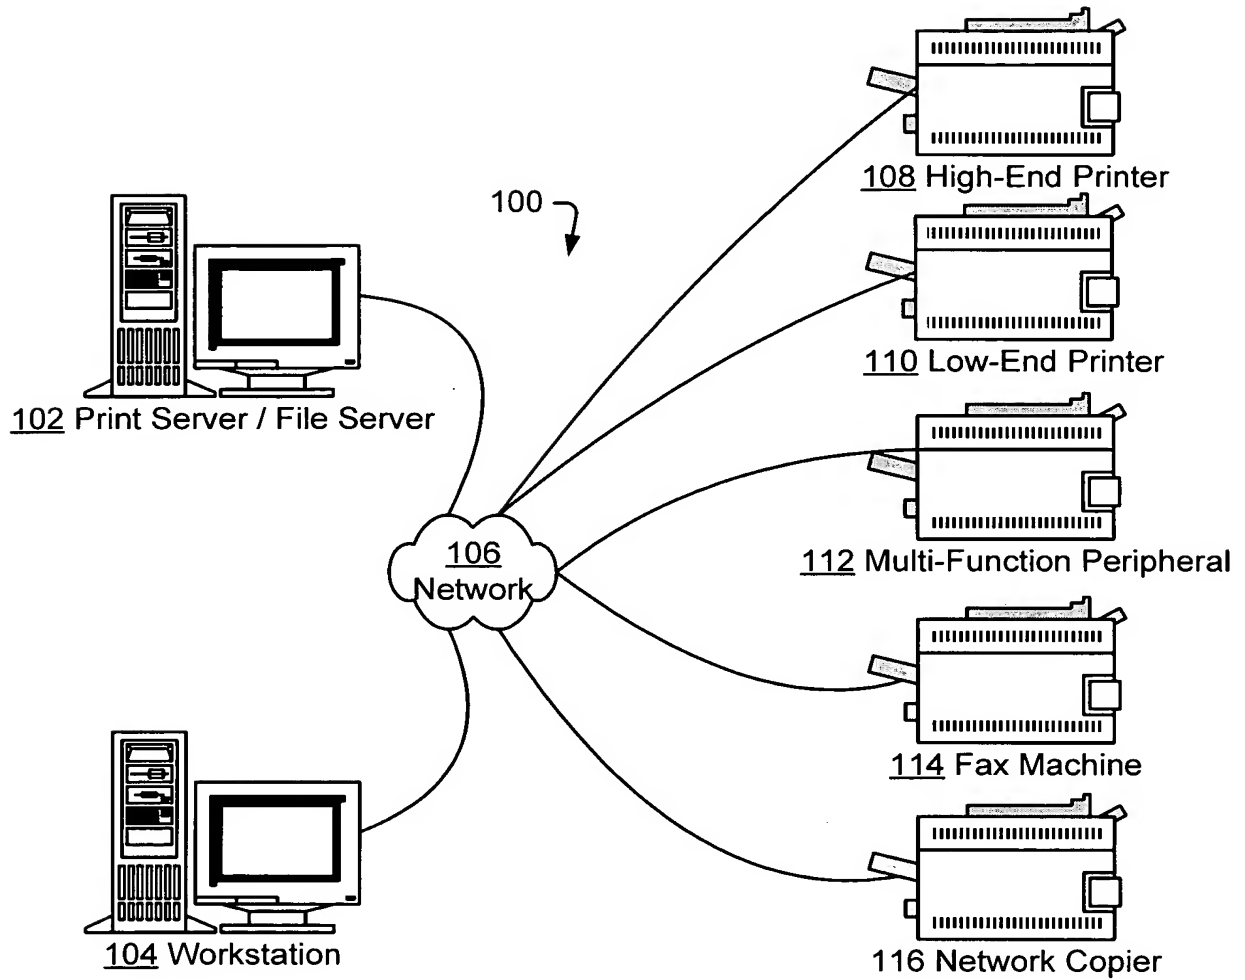 108 High-End Printer
100
110 Low-End Printer
102 Print Server / File Server
106
Network
112 Multi-Function Peripheral
114 Fax Machine
104 Workstation
116 Network Copier